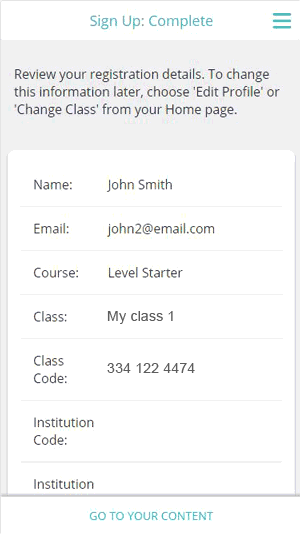 Sign Up: Complete
Review your registration details. To change
this information later, choose 'Edit Profile' or
'Change Class' from your Home page.
Name: John Smith
Email: john2@email.com
Course: Level Starter
Class: My class 1
Class
Code: 334 122 4474
Institution
Code:
Institution
GO TO YOUR CONTENT